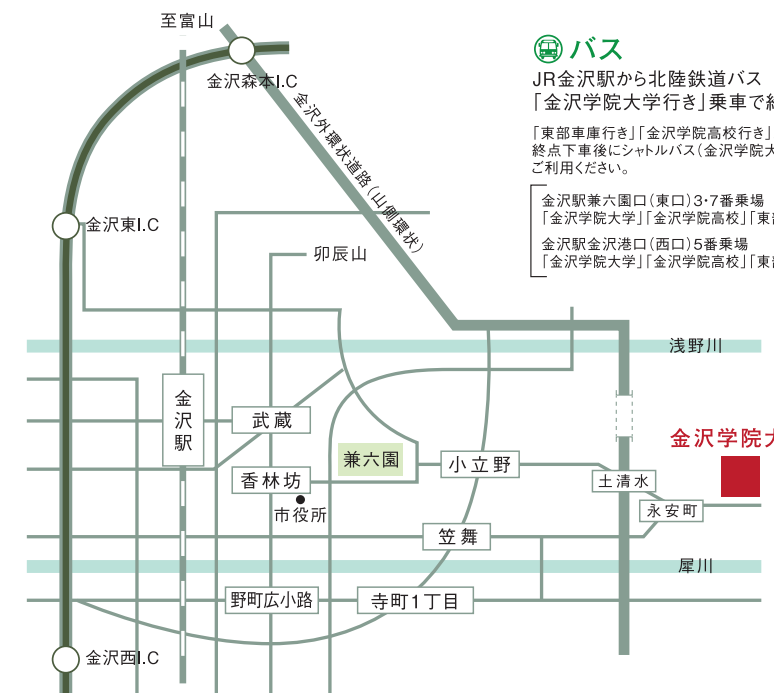 至富山
金沢森本I.C
金沢外環状道路(山側環状)
金沢東I.C
卯辰山
浅野川
金沢駅
武蔵
兼六園
小立野
香林坊
市役所
土清水
永安町
笠舞
犀川
野町広小路
寺町1丁目
金沢西I.C
金沢学院大
バス
JR金沢駅から北陸鉄道バス
「金沢学院大学行き」乗車で
「東部車庫行き」「金沢学院高校行き」
終点下車後にシャトルバス(金沢学院大
ご利用ください。
金沢駅兼六園口(東口)3・7番乗場
「金沢学院大学」「金沢学院高校」「東
金沢駅金沢港口(西口)5番乗場
「金沢学院大学」「金沢学院高校」「東